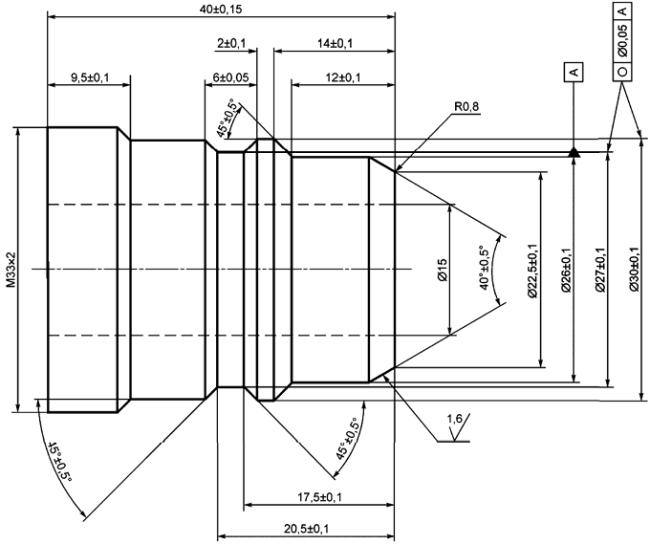 40±0,15
A
Ø0,05
2±0,1
14±0,1
9,5±0,1
6±0,05
12±0,1
A
45°±0,5°
R0,8
M33×2
Ø15
40°±0,5°
Ø22,5±0,1
Ø26±0,1
Ø27±0,1
Ø30±0,1
1,6
45°±0,5°
45°±0,5°
17,5±0,1
20,5±0,1